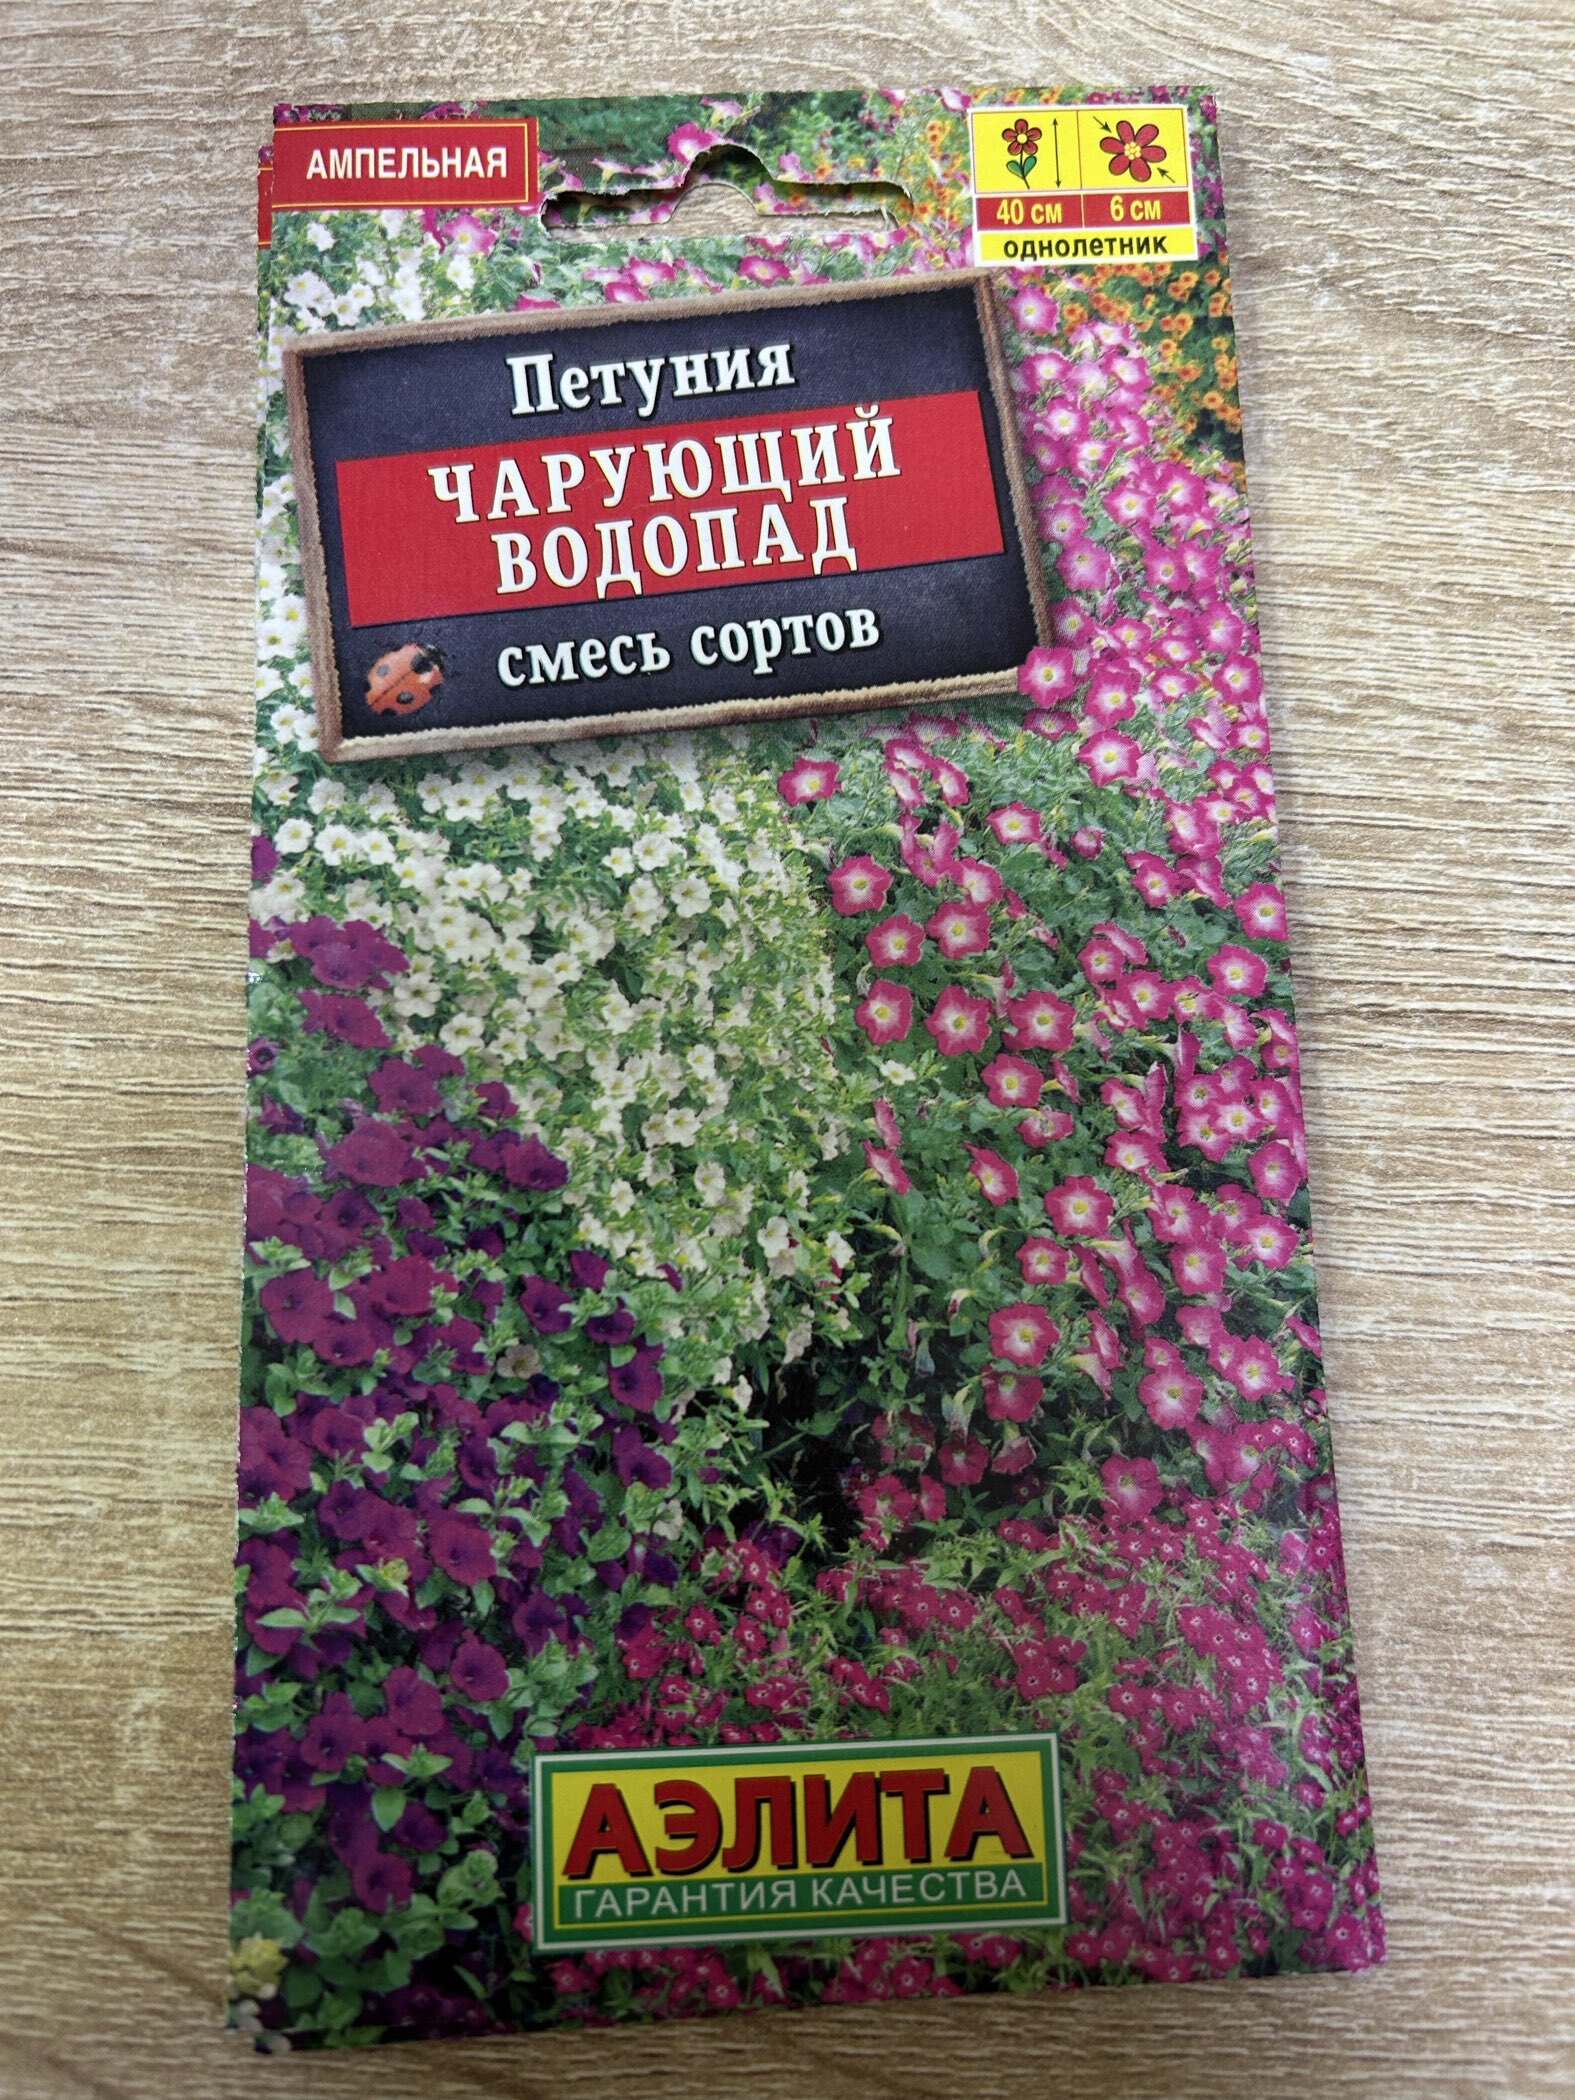 АМПЕЛЬНАЯ
40 см 6 см
однолетник
Петуния
ЧАРУЮЩИЙ
ВОДОПАД
смесь сортов
АЭЛИТА
ГАРАНТИЯ КАЧЕСТВА